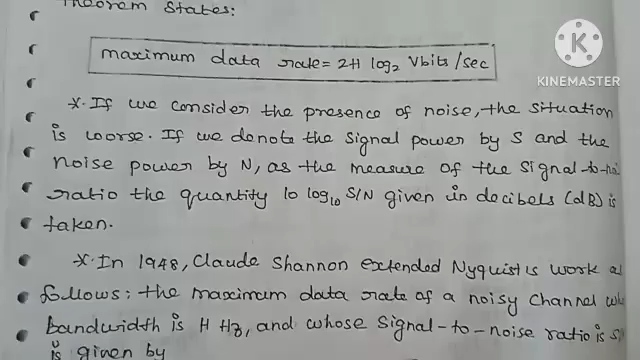 Theorem states:
maximum data rate = 2H log₂ V bits/sec
*. If we consider the presence of noise, the situation
is worse. If we denote the signal power by S and the
noise power by N, as the measure of the signal-to-
ratio the quantity 10 log₁₀ S/N given in decibels (dB) is
taken.
*. In 1948, Claude Shannon extended Nyquist's work
follows: the maximum data rate of a noisy channel
bandwidth is H Hz, and whose signal-to-noise ratio is
is given by
KINEMASTER